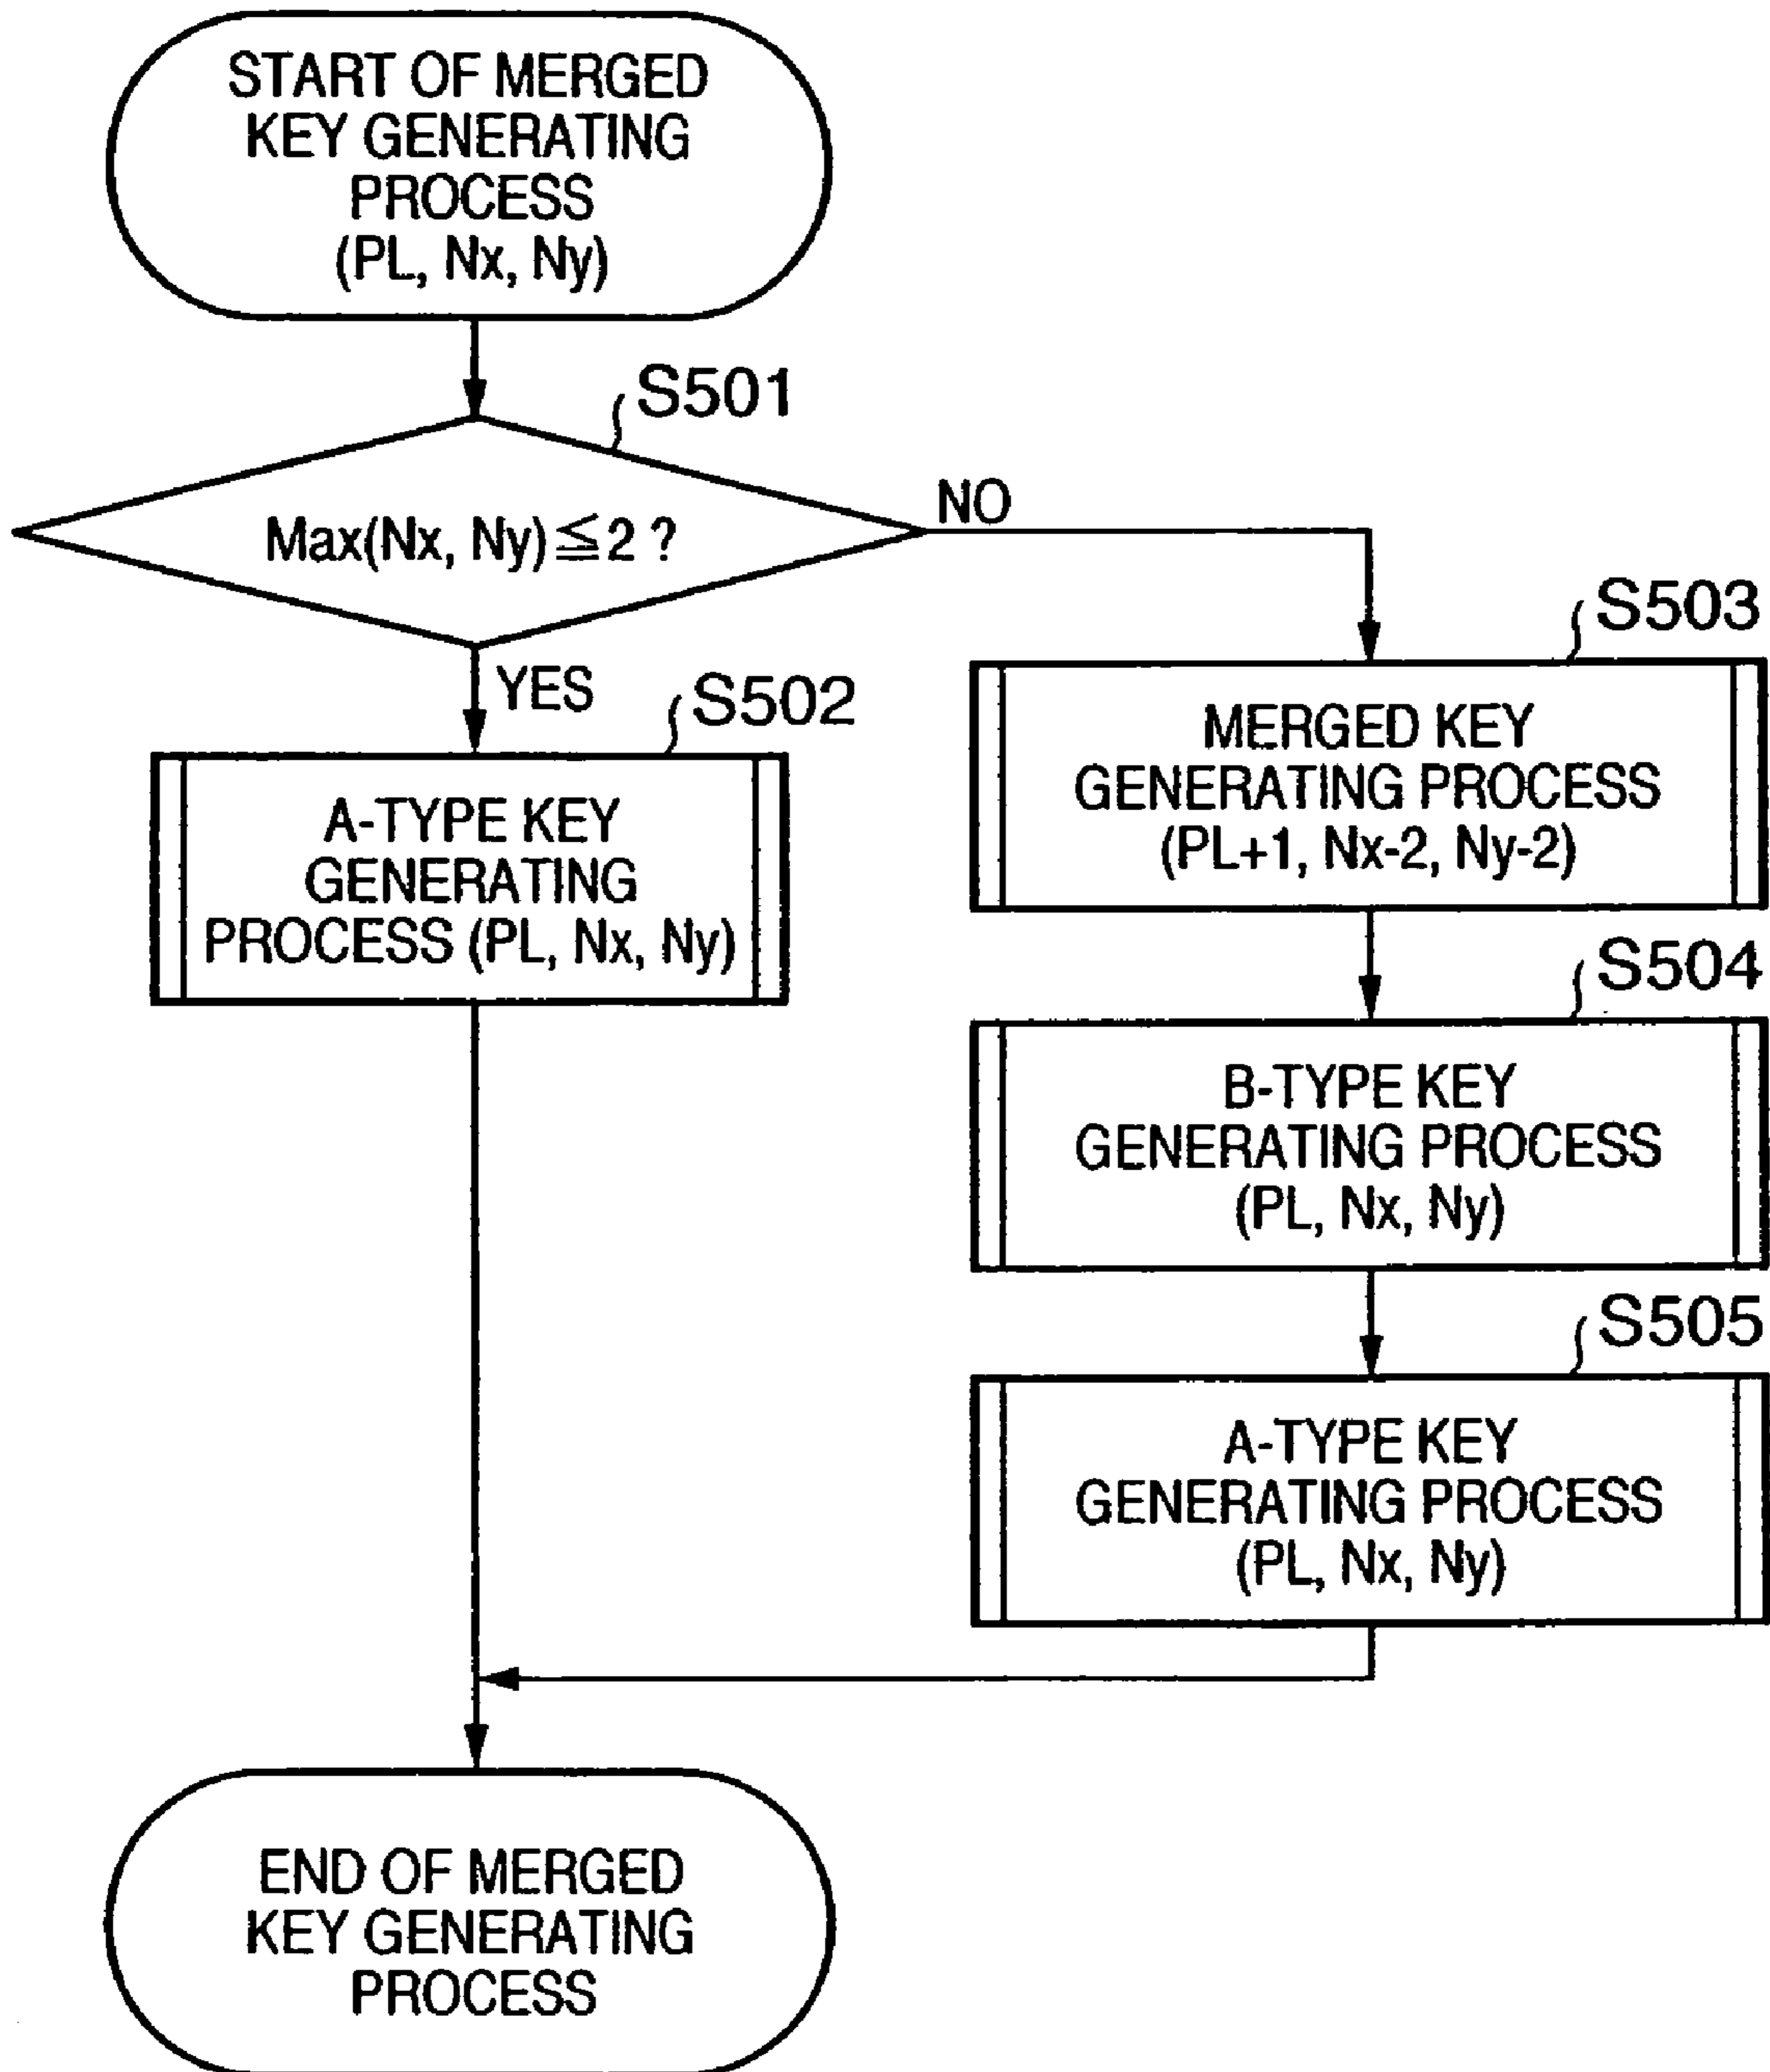 START OF MERGED
KEY GENERATING
PROCESS
(PL, Nx, Ny)
S501
Max(Nx, Ny)≦2 ?
NO
YES
S502
A-TYPE KEY
GENERATING
PROCESS (PL, Nx, Ny)
S503
MERGED KEY
GENERATING PROCESS
(PL+1, Nx-2, Ny-2)
S504
B-TYPE KEY
GENERATING PROCESS
(PL, Nx, Ny)
S505
A-TYPE KEY
GENERATING PROCESS
(PL, Nx, Ny)
END OF MERGED
KEY GENERATING
PROCESS